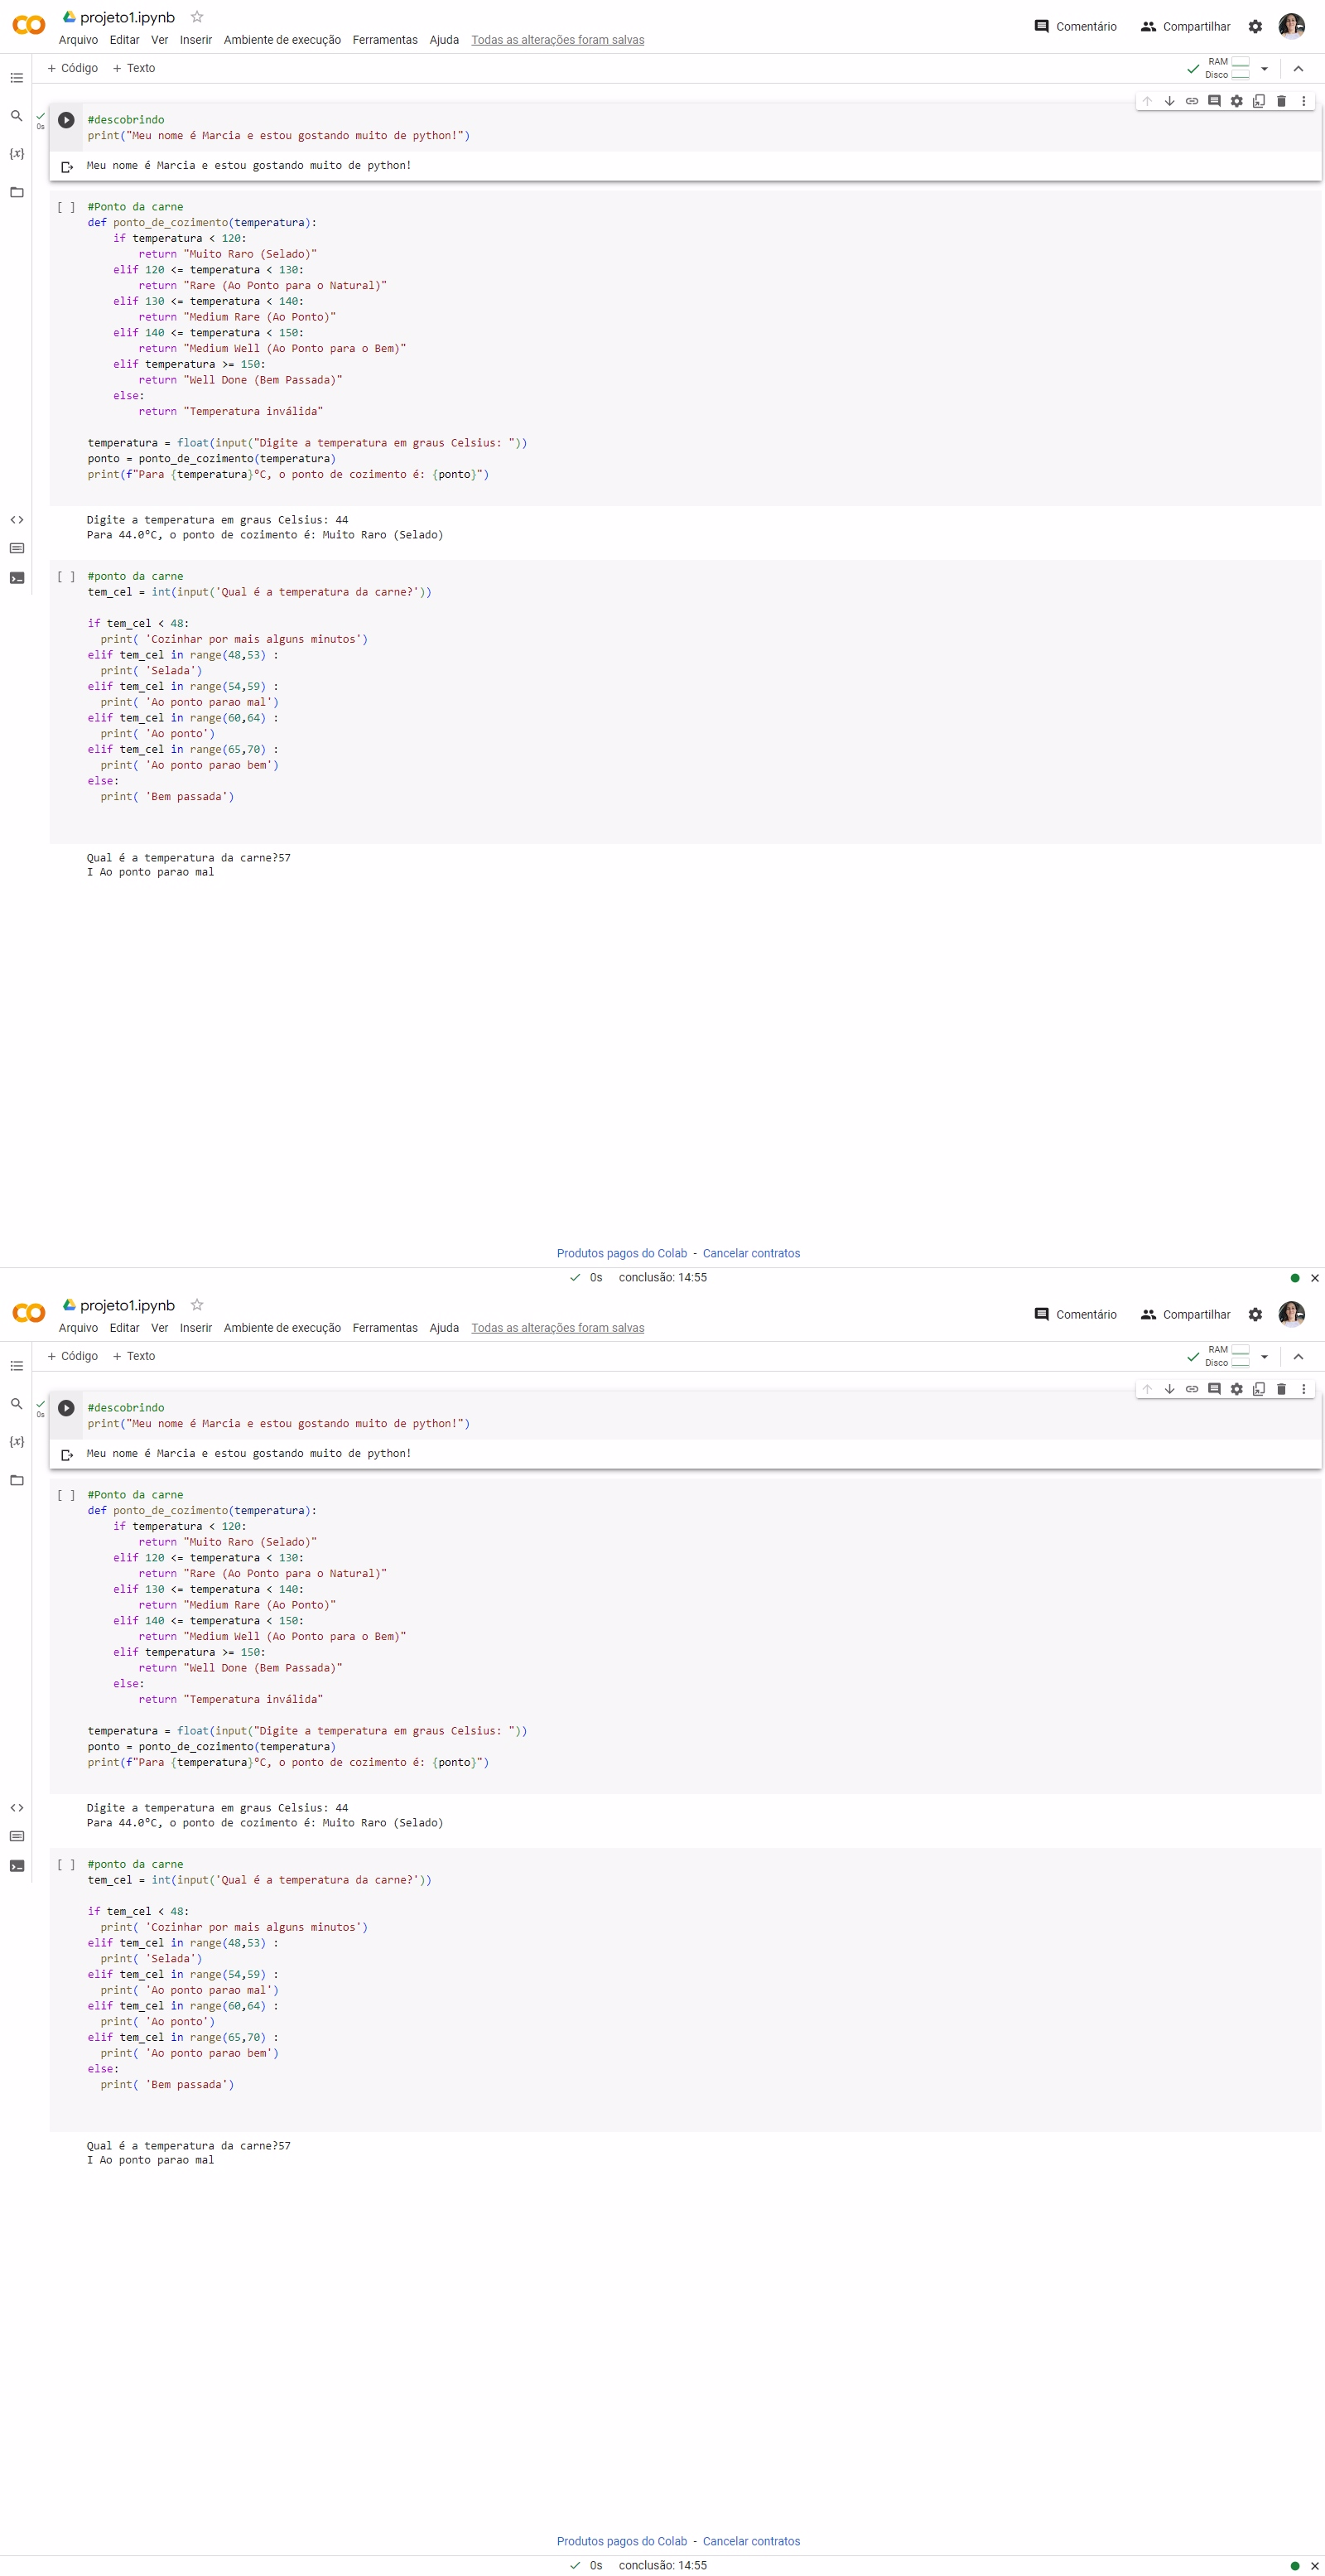 projeto1.ipynb
Arquivo Editar Ver Inserir Ambiente de execução Ferramentas Ajuda Todas as alterações foram salvas
Comentário Compartilhar
+ Código + Texto
RAM
Disco
0s
{x}
#descobrindo
print("Meu nome é Marcia e estou gostando muito de python!")
Meu nome é Marcia e estou gostando muito de python!
[ ] #Ponto da carne
def ponto_de_cozimento(temperatura):
if temperatura < 120:
return "Muito Raro (Selado)"
elif 120 <= temperatura < 130:
return "Rare (Ao Ponto para o Natural)"
elif 130 <= temperatura < 140:
return "Medium Rare (Ao Ponto)"
elif 140 <= temperatura < 150:
return "Medium Well (Ao Ponto para o Bem)"
elif temperatura >= 150:
return "Well Done (Bem Passada)"
else:
return "Temperatura inválida"
temperatura = float(input("Digite a temperatura em graus Celsius: "))
ponto = ponto_de_cozimento(temperatura)
print(f"Para {temperatura}ºC, o ponto de cozimento é: {ponto}")
Digite a temperatura em graus Celsius: 44
Para 44.0ºC, o ponto de cozimento é: Muito Raro (Selado)
[ ] #ponto da carne
tem_cel = int(input('Qual é a temperatura da carne?'))
if tem_cel < 48:
print( 'Cozinhar por mais alguns minutos')
elif tem_cel in range(48,53) :
print( 'Selada')
elif tem_cel in range(54,59) :
print( 'Ao ponto parao mal')
elif tem_cel in range(60,64) :
print( 'Ao ponto')
elif tem_cel in range(65,70) :
print( 'Ao ponto parao bem')
else:
print( 'Bem passada')
Qual é a temperatura da carne?57
I Ao ponto parao mal
Produtos pagos do Colab - Cancelar contratos
0s conclusão: 14:55
projeto1.ipynb
Arquivo Editar Ver Inserir Ambiente de execução Ferramentas Ajuda Todas as alterações foram salvas
Comentário Compartilhar
+ Código + Texto
RAM
Disco
0s
{x}
#descobrindo
print("Meu nome é Marcia e estou gostando muito de python!")
Meu nome é Marcia e estou gostando muito de python!
[ ] #Ponto da carne
def ponto_de_cozimento(temperatura):
if temperatura < 120:
return "Muito Raro (Selado)"
elif 120 <= temperatura < 130:
return "Rare (Ao Ponto para o Natural)"
elif 130 <= temperatura < 140:
return "Medium Rare (Ao Ponto)"
elif 140 <= temperatura < 150:
return "Medium Well (Ao Ponto para o Bem)"
elif temperatura >= 150:
return "Well Done (Bem Passada)"
else:
return "Temperatura inválida"
temperatura = float(input("Digite a temperatura em graus Celsius: "))
ponto = ponto_de_cozimento(temperatura)
print(f"Para {temperatura}ºC, o ponto de cozimento é: {ponto}")
Digite a temperatura em graus Celsius: 44
Para 44.0ºC, o ponto de cozimento é: Muito Raro (Selado)
[ ] #ponto da carne
tem_cel = int(input('Qual é a temperatura da carne?'))
if tem_cel < 48:
print( 'Cozinhar por mais alguns minutos')
elif tem_cel in range(48,53) :
print( 'Selada')
elif tem_cel in range(54,59) :
print( 'Ao ponto parao mal')
elif tem_cel in range(60,64) :
print( 'Ao ponto')
elif tem_cel in range(65,70) :
print( 'Ao ponto parao bem')
else:
print( 'Bem passada')
Qual é a temperatura da carne?57
I Ao ponto parao mal
Produtos pagos do Colab - Cancelar contratos
0s conclusão: 14:55